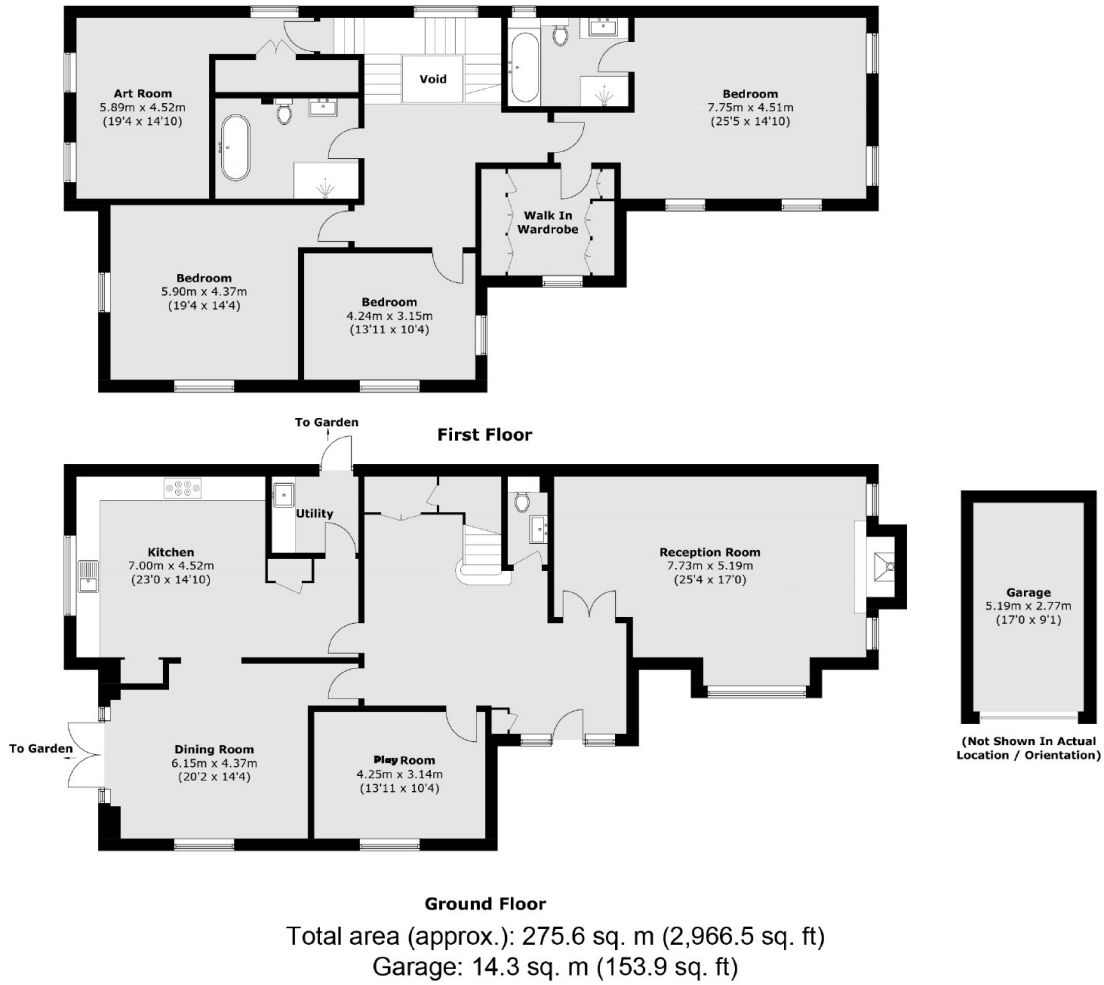 Void
Art Room
5.89m x 4.52m
(19'4 x 14'10)
Bedroom
7.75m x 4.51m
(25'5 x 14'10)
Walk In
Wardrobe
Bedroom
5.90m x 4.37m
(19'4 x 14'4)
Bedroom
4.24m x 3.15m
(13'11 x 10'4)
To Garden
First Floor
Utility
Kitchen
7.00m x 4.52m
(23'0 x 14'10)
Reception Room
7.73m x 5.19m
(25'4 x 17'0)
Garage
5.19m x 2.77m
(17'0 x 9'1)
To Garden
Dining Room
6.15m x 4.37m
(20'2 x 14'4)
Play Room
4.25m x 3.14m
(13'11 x 10'4)
(Not Shown In Actual
Location / Orientation)
Ground Floor
Total area (approx.): 275.6 sq. m (2,966.5 sq. ft)
Garage: 14.3 sq. m (153.9 sq. ft)